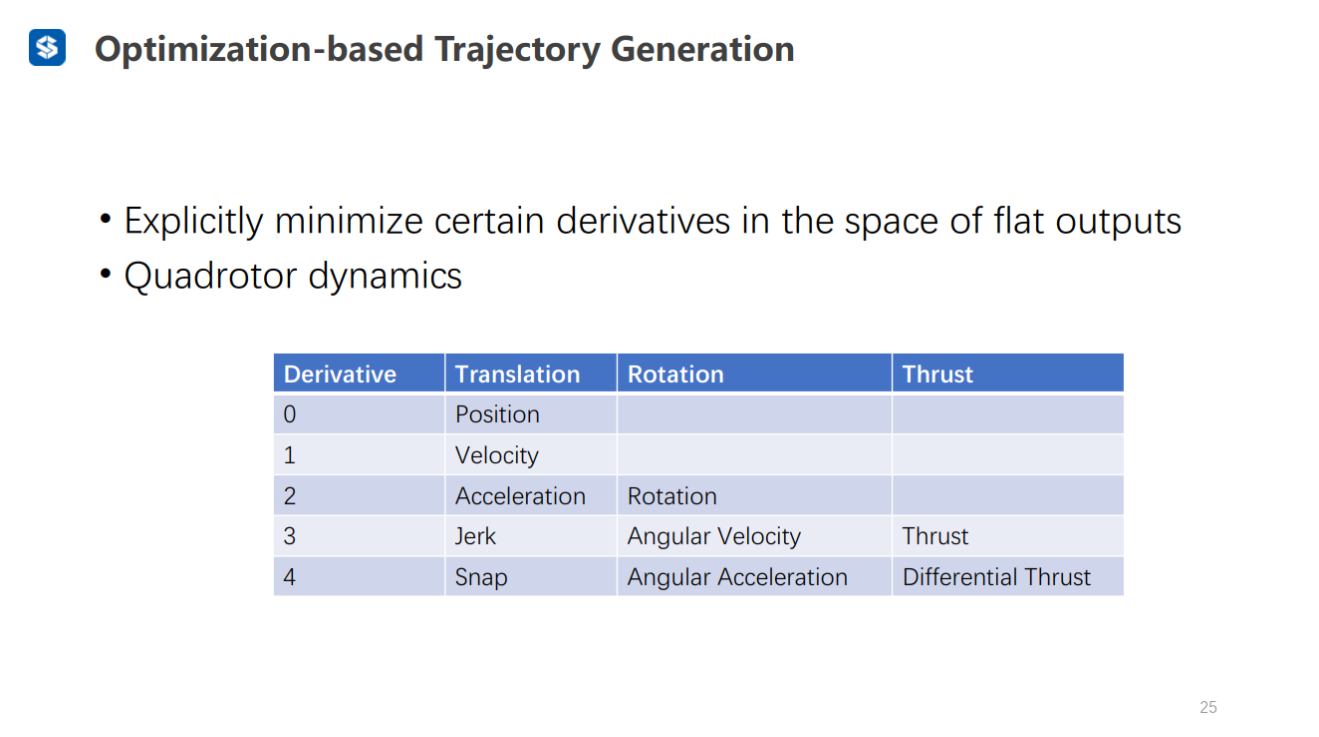 Optimization-based Trajectory Generation
• Explicitly minimize certain derivatives in the space of flat outputs
• Quadrotor dynamics
Derivative Translation Rotation Thrust
0 Position
1 Velocity
2 Acceleration Rotation
3 Jerk Angular Velocity Thrust
4 Snap Angular Acceleration Differential Thrust
25